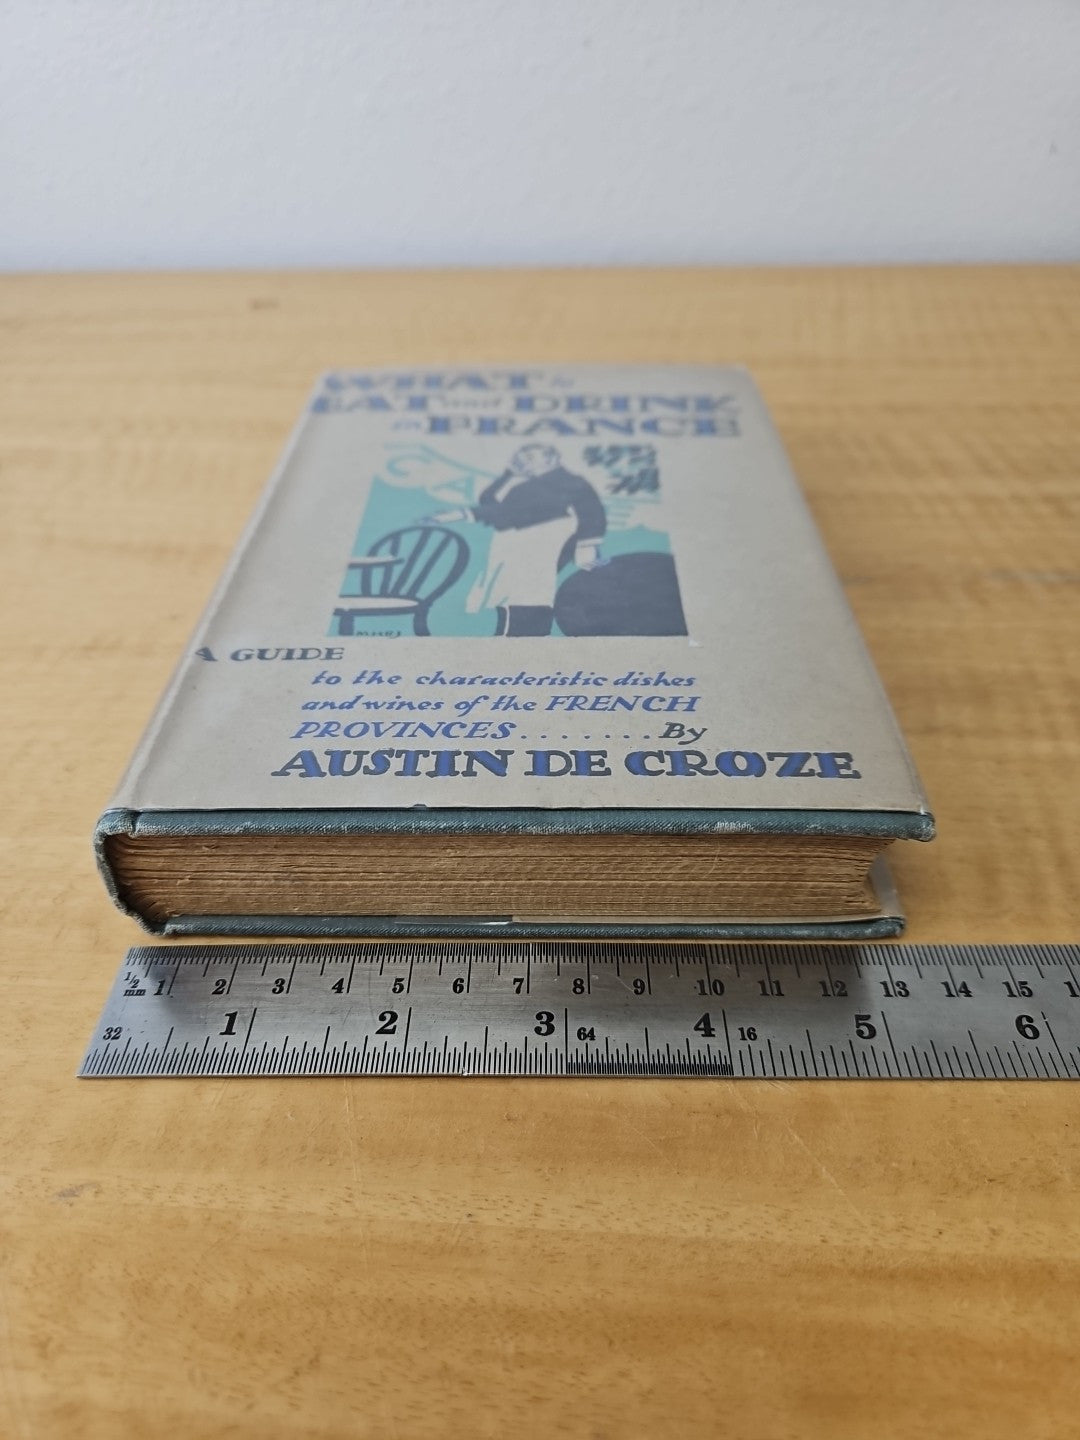 WHAT to
EAT and DRINK
in FRANCE
A GUIDE
to the characteristic dishes
and wines of the FRENCH
PROVINCES........By
AUSTIN DE CROZE
1/2 mm 1 2 3 4 5 6 7 8 9 10 11 12 13 14 15 1
32 1 2 3 64 4 16 5 6